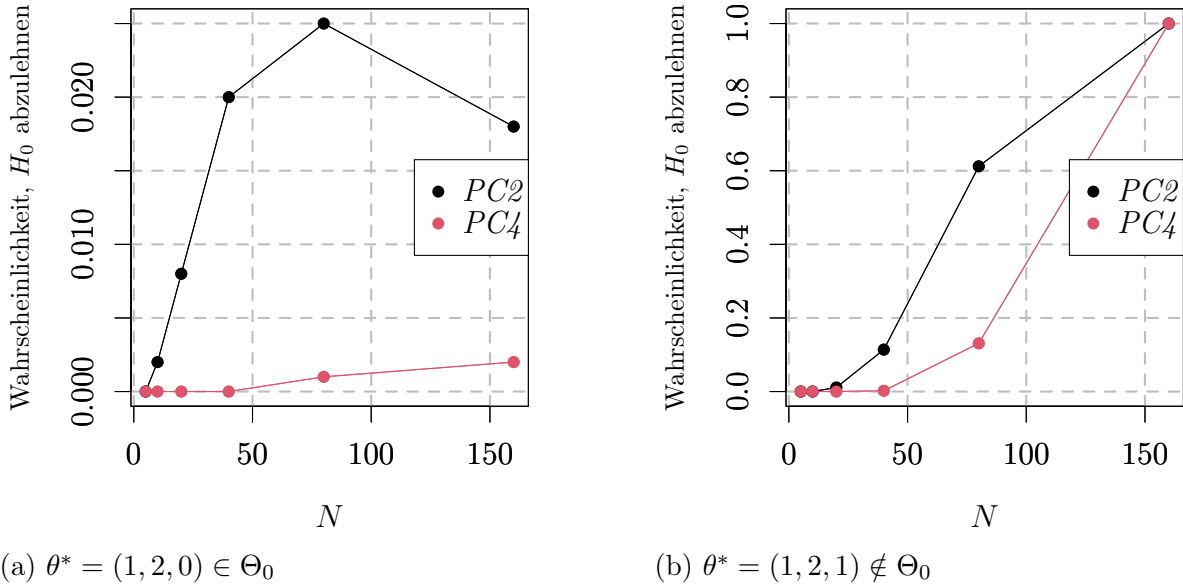 Wahrscheinlichkeit, H₀ abzulehnen
0.000 0.010 0.020
0 50 100 150
N
PC2
PC4
(a) θ* = (1, 2, 0) ∈ Θ₀
Wahrscheinlichkeit, H₀ abzulehnen
0.0 0.2 0.4 0.6 0.8 1.0
0 50 100 150
N
PC2
PC4
(b) θ* = (1, 2, 1) ∉ Θ₀